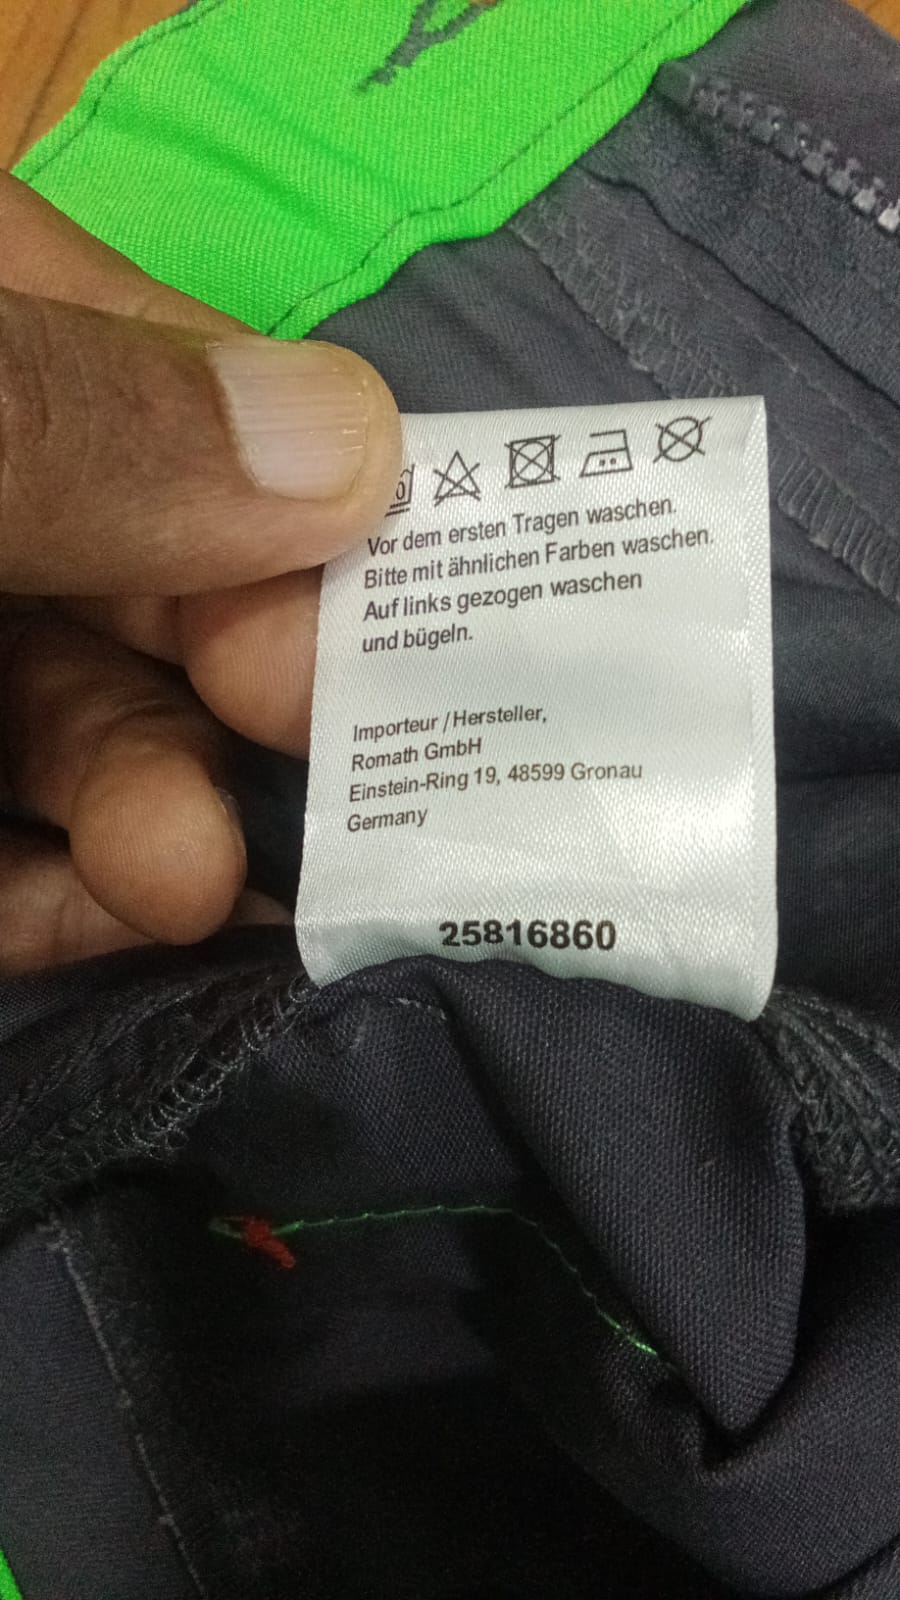 Vor dem ersten Tragen waschen.
Bitte mit ähnlichen Farben waschen.
Auf links gezogen waschen
und bügeln.
Importeur /Hersteller,
Romath GmbH
Einstein-Ring 19, 48599 Gronau
Germany
25816860